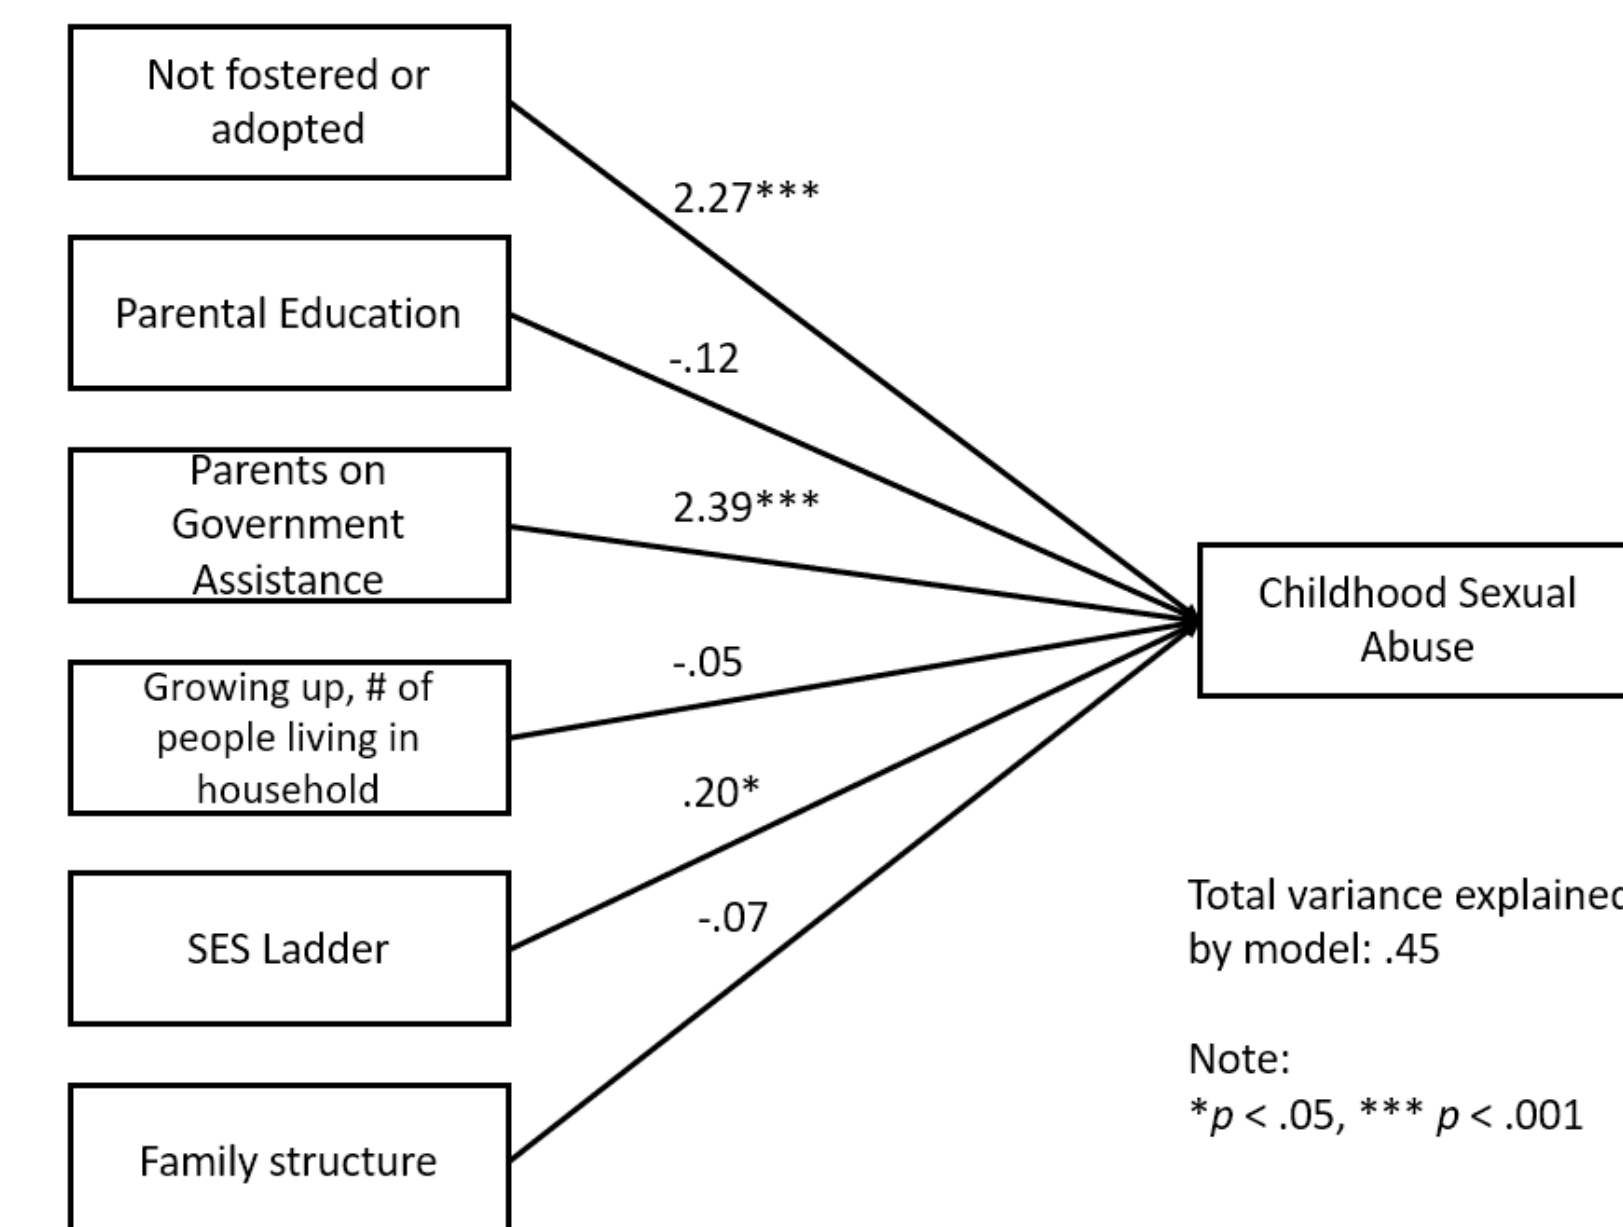 Not fostered or
adopted
2.27***
Parental Education
-.12
Parents on
Government
Assistance
2.39***
Growing up, # of
people living in
household
-.05
SES Ladder
.20*
Family structure
-.07
Childhood Sexual
Abuse
Total variance explained
by model: .45
Note:
*p < .05, *** p < .001